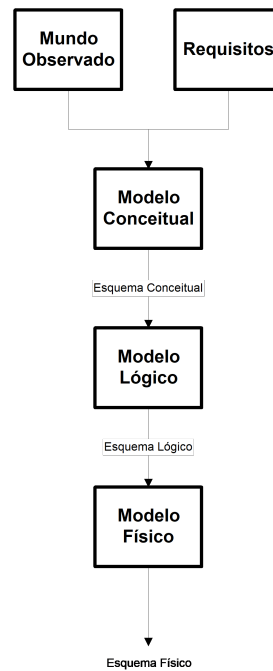 Mundo
Observado
Requisitos
Modelo
Conceitual
Esquema Conceitual
Modelo
Lógico
Esquema Lógico
Modelo
Físico
Esquema Físico